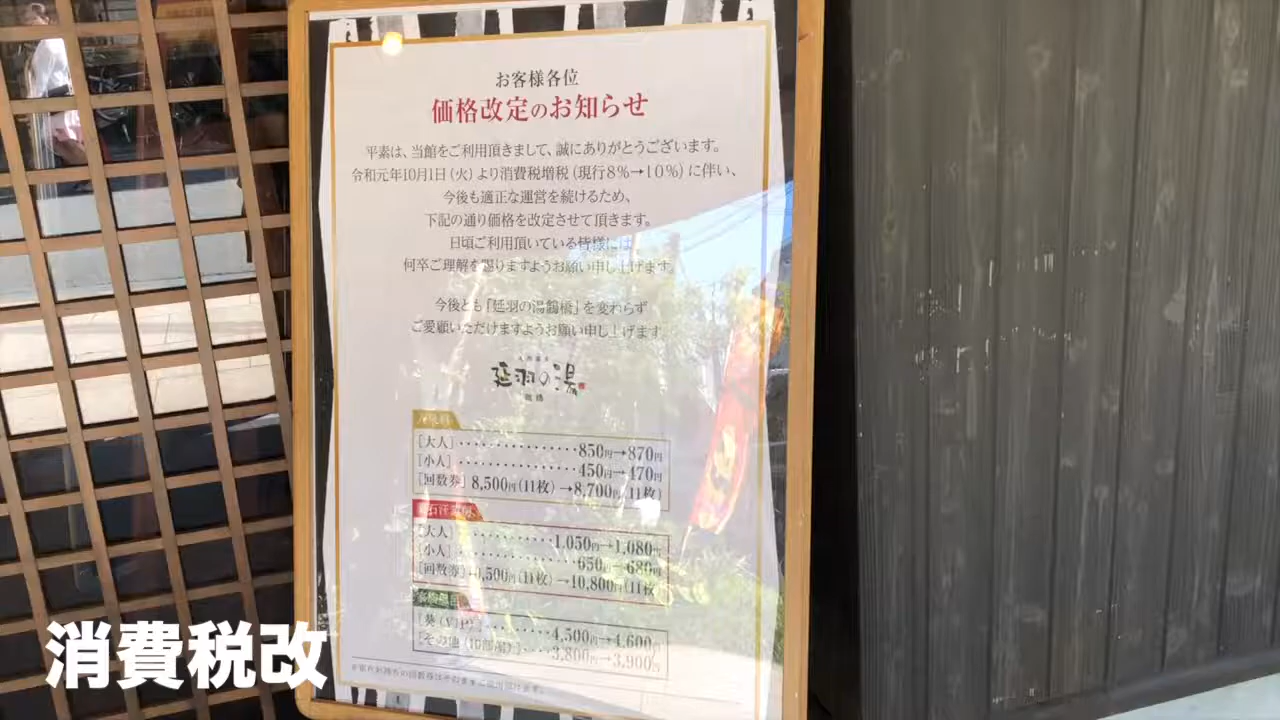 お客様各位
価格改定のお知らせ
平素は、当館をご利用頂きまして、誠にありがとうございます。
令和元年10月1日(火)より消費税増税(現行8%→10%)に伴い、
今後も適正な運営を続けるため、
下記の通り価格を改定させて頂きます。
日頃ご利用頂いている皆様には
何卒ご理解を賜りますようお願い申し上げます。
今後とも「延羽の湯鶴橋」を変わらず
ご愛顧いただけますようお願い申し上げます。
延羽の湯
鶴橋
[大人]・・・・・・・・・・・・・・・850円→870円
[小人]・・・・・・・・・・・・・・・450円→470円
[回数券] 8,500円(11枚)→8,700円(11枚)
[大人]・・・・・・・・・・・・1,050円→1,080円
[小人]・・・・・・・・・・・・・・・650円→680円
[回数券]10,500円(11枚)→10,800円(11枚
葵(VIP)・・・・・・・・・4,500円→4,600円
[その他(10部屋)]・・・3,800円→3,900円
消費税改